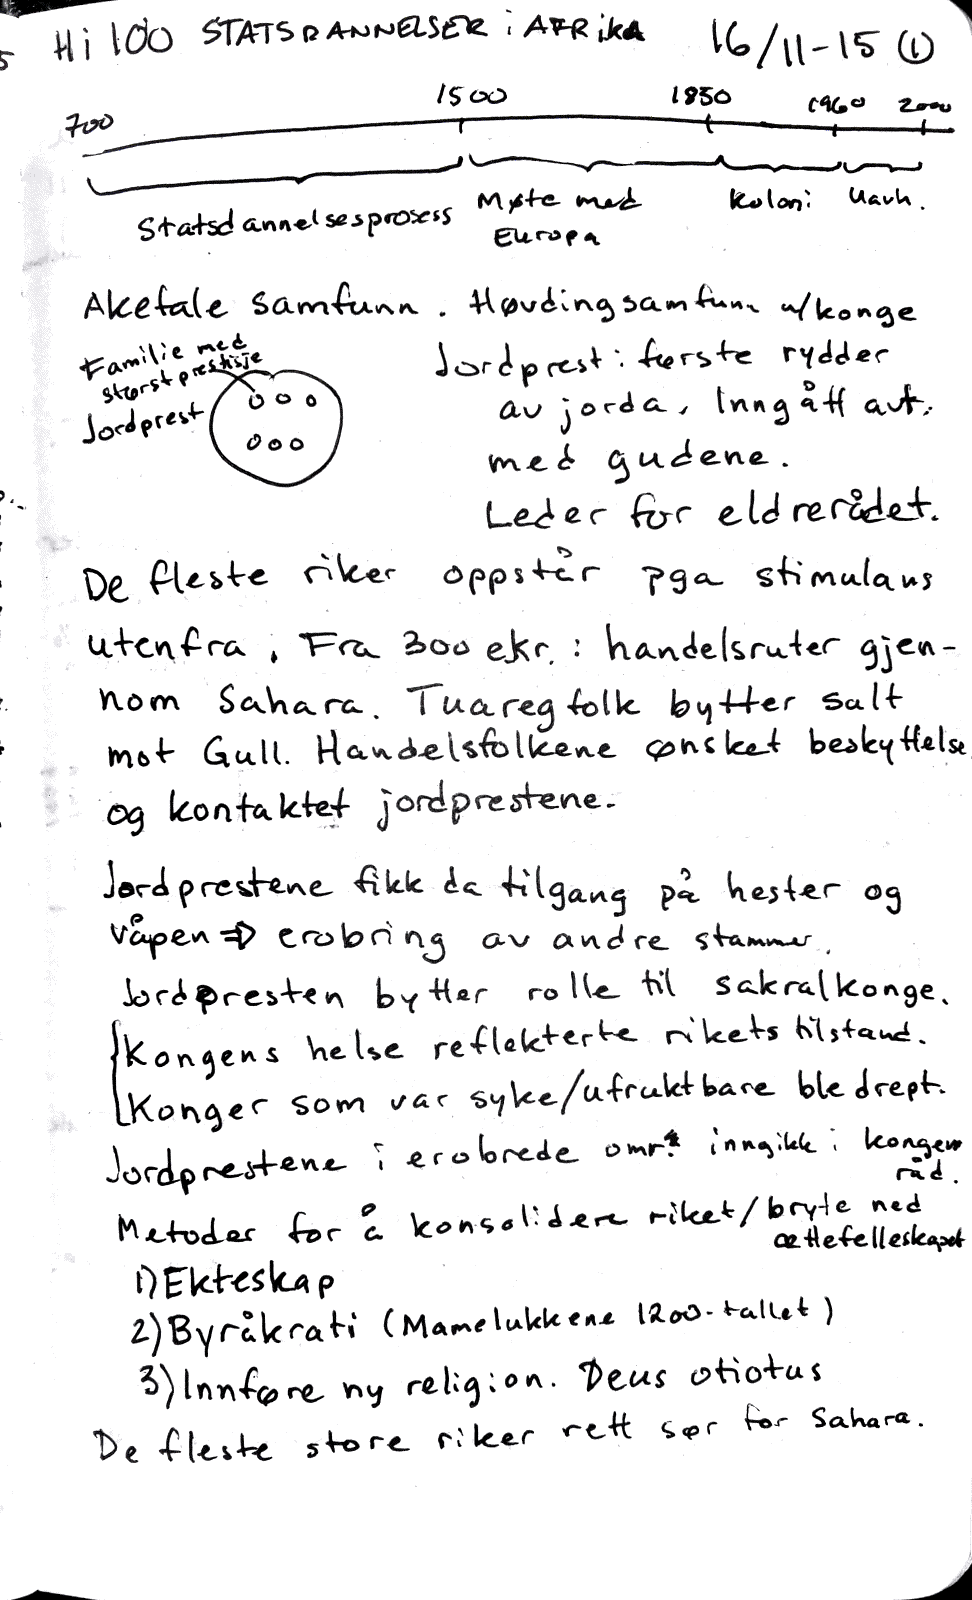 Hi 100 STATSDANNELSER i AFRika 16/11-15 ①
700 1500 1850 1960 2000
Statsdannelsesprosess Møte med Europa Koloni Uavh.
Akefale samfunn. Høvdingsamfunn u/konge
Familie med
størst prestisje
Jordprest
Jordprest: første rydder
av jorda. Inngått avt.
med gudene.
Leder for eldrerådet.
De fleste riker oppstår pga stimulans
utenfra. Fra 300 ekr.: handelsruter gjen-
nom Sahara. Tuareg folk bytter salt
mot Gull. Handelsfolkene ønsket beskyttelse
og kontaktet jordprestene.
Jordprestene fikk da tilgang på hester og
våpen => erobring av andre stammer.
Jordpresten bytter rolle til sakralkonge.
Kongens helse reflekterte rikets tilstand.
Konger som var syke/ufruktbare ble drept.
Jordprestene i erobrede omr. inngikk i kongens
råd.
Metoder for å konsolidere riket/bryte ned
ættefelleskapet
1) Ekteskap
2) Byråkrati (Mamelukkene 1200-tallet)
3) Innføre ny religion. Deus otiotus
De fleste store riker rett sør for Sahara.